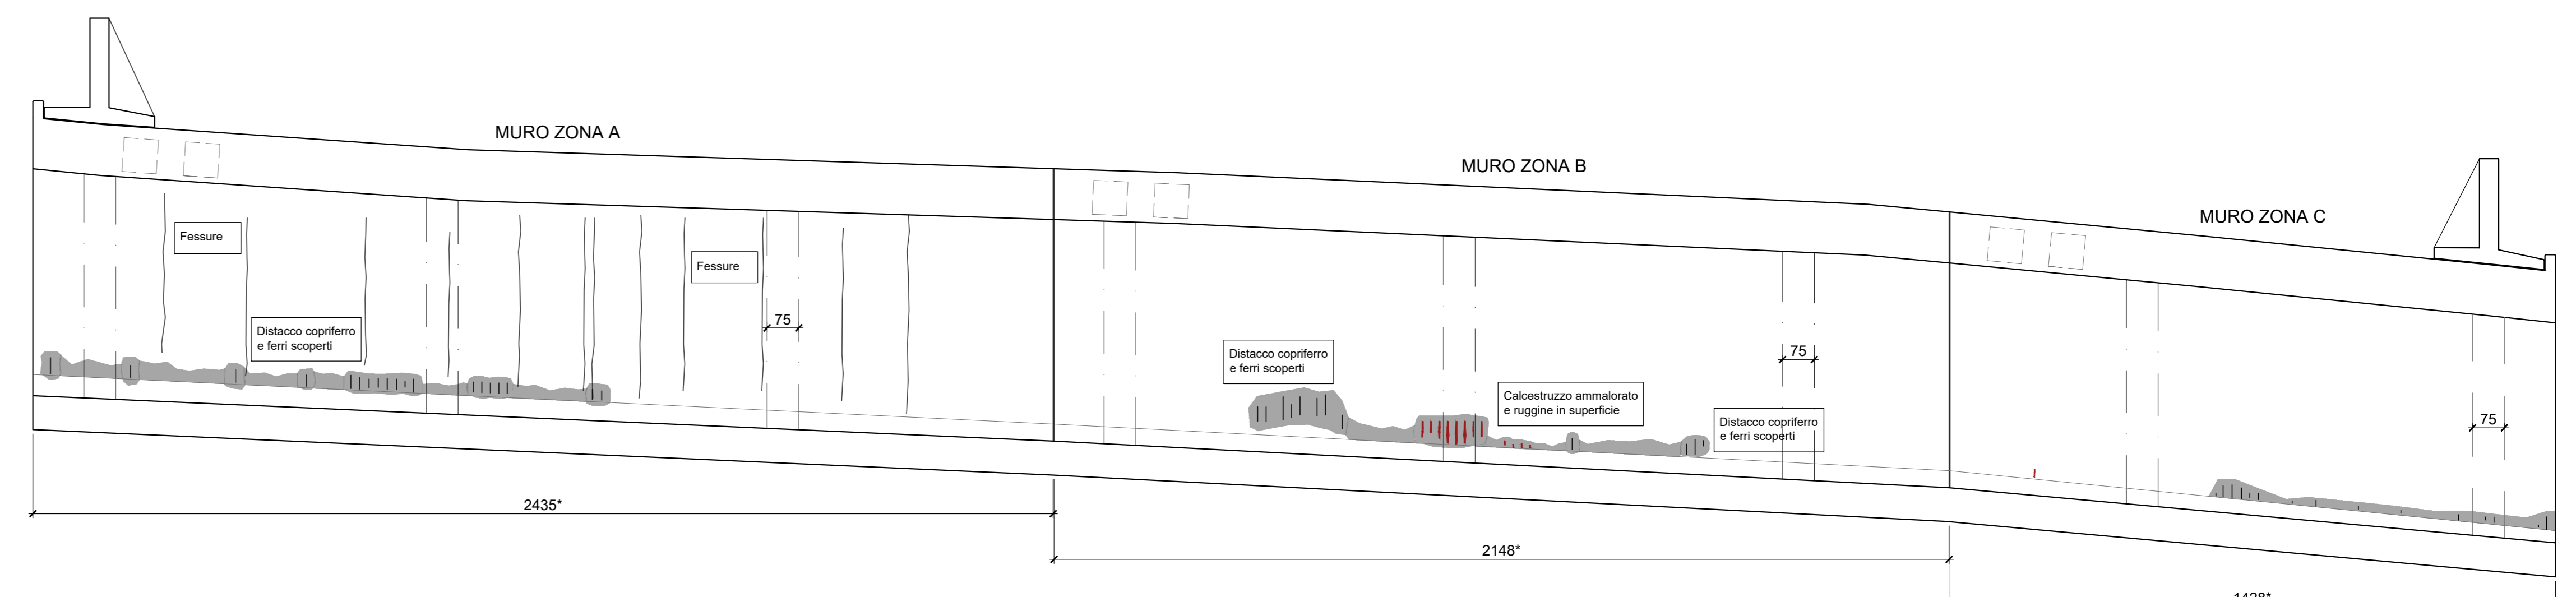 MURO ZONA A
MURO ZONA B
MURO ZONA C
Fessure
Fessure
Distacco copriferro
e ferri scoperti
75
Distacco copriferro
e ferri scoperti
Calcestruzzo ammalorato
e ruggine in superficie
Distacco copriferro
e ferri scoperti
75
75
2435*
2148*